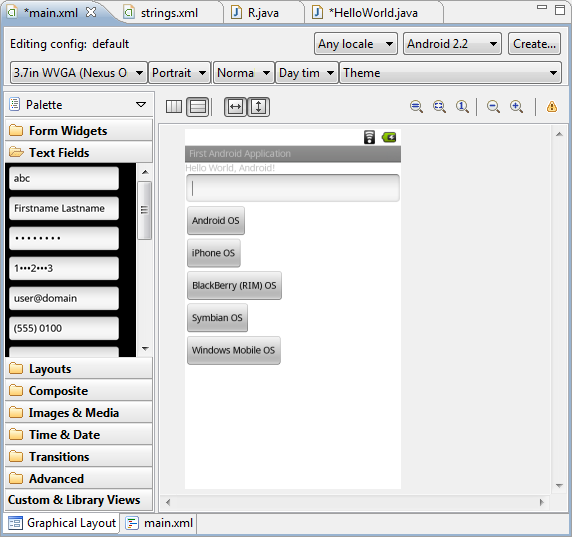 *main.xml strings.xml R.java *HelloWorld.java
Editing config: default Any locale Android 2.2 Create...
3.7in WVGA (Nexus O Portrait Norma Day tim Theme
Palette
Form Widgets
Text Fields
abc
Firstname Lastname
••••••••
1•••2•••3
user@domain
(555) 0100
Layouts
Composite
Images & Media
Time & Date
Transitions
Advanced
Custom & Library Views
First Android Application
Hello World, Android!
Android OS
iPhone OS
BlackBerry (RIM) OS
Symbian OS
Windows Mobile OS
Graphical Layout main.xml